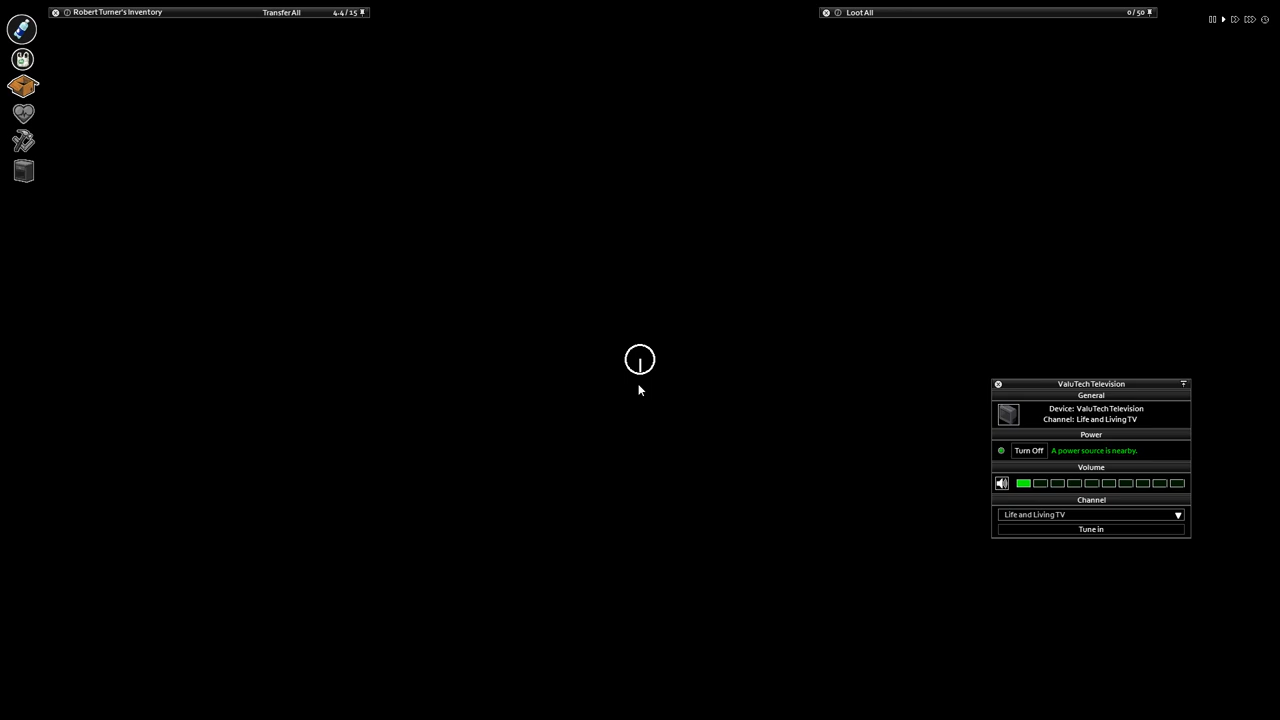 Robert Turner's Inventory Transfer All 4.4 / 15
Loot All 0 / 50
ValuTech Television
General
Device: ValuTech Television
Channel: Life and Living TV
Power
Turn Off A power source is nearby.
Volume
Channel
Life and Living TV
Tune in